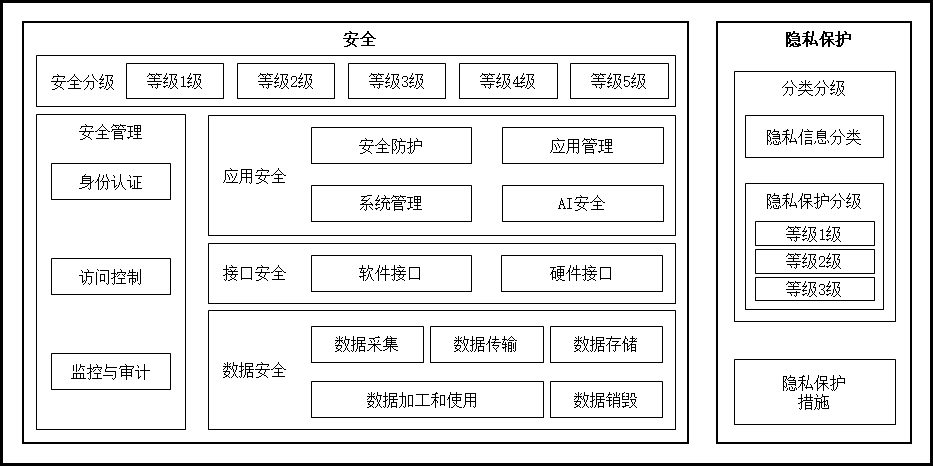 安全
安全分级
等级1级
等级2级
等级3级
等级4级
等级5级
安全管理
身份认证
访问控制
监控与审计
应用安全
安全防护
应用管理
系统管理
AI安全
接口安全
软件接口
硬件接口
数据安全
数据采集
数据传输
数据存储
数据加工和使用
数据销毁
隐私保护
分类分级
隐私信息分类
隐私保护分级
等级1级
等级2级
等级3级
隐私保护
措施